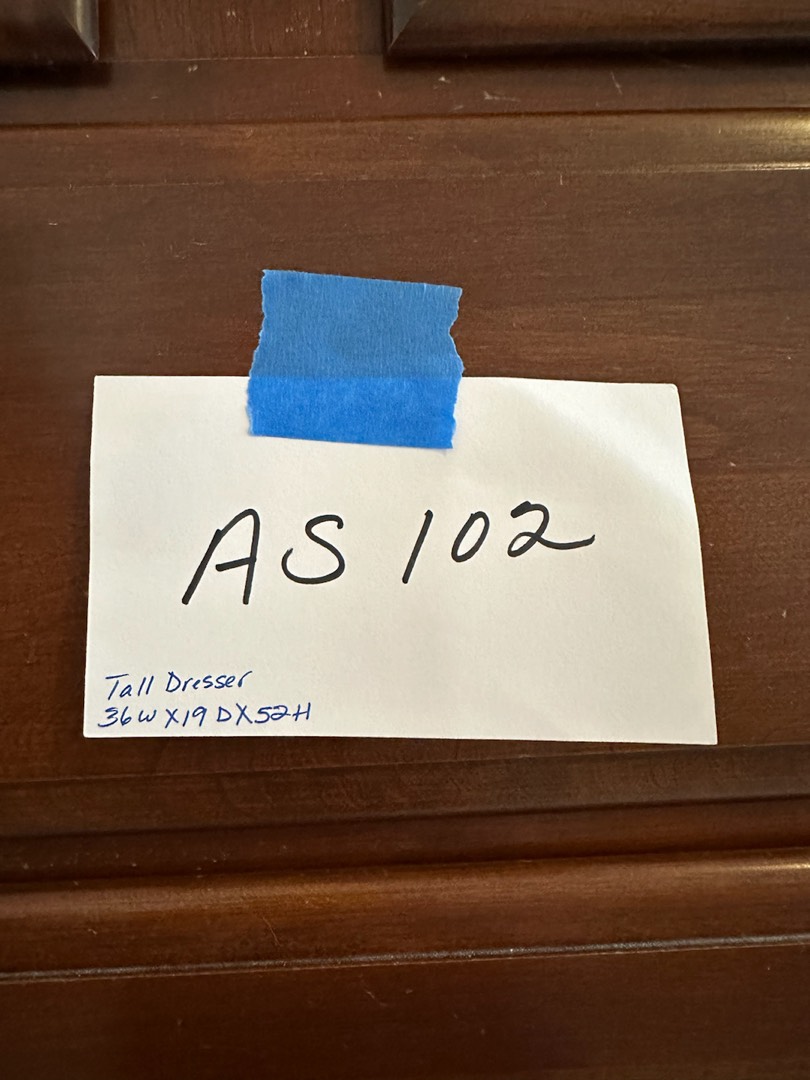 AS 102
Tall Dresser
36W X19 DX52H